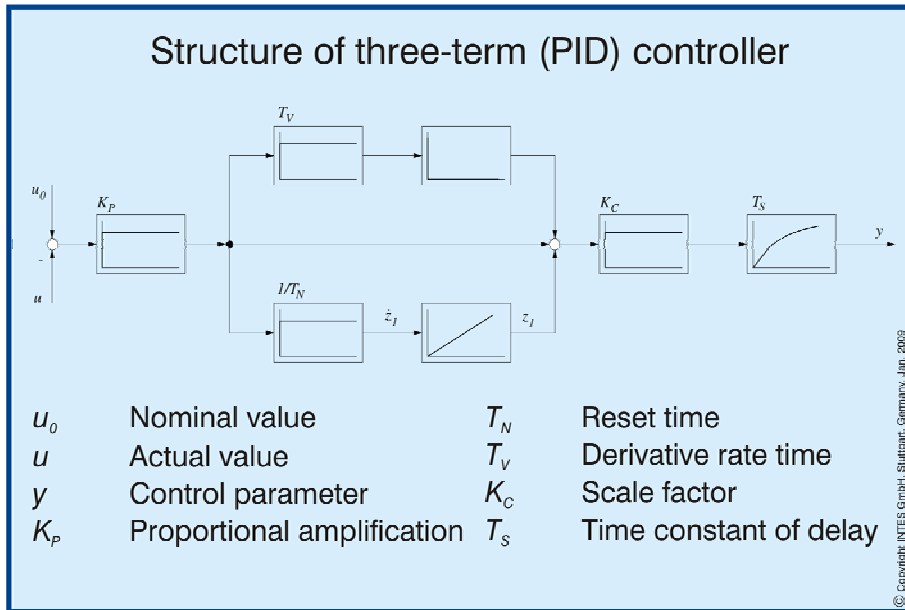 Structure of three-term (PID) controller
T_V
u_0
K_P
K_C
T_S
y
-
u
1/T_N
ż_1
z_1
u_0 Nominal value T_N Reset time
u Actual value T_V Derivative rate time
y Control parameter K_C Scale factor
K_P Proportional amplification T_S Time constant of delay
© Copyright INTES GmbH, Stuttgart, Germany, Jan. 2009